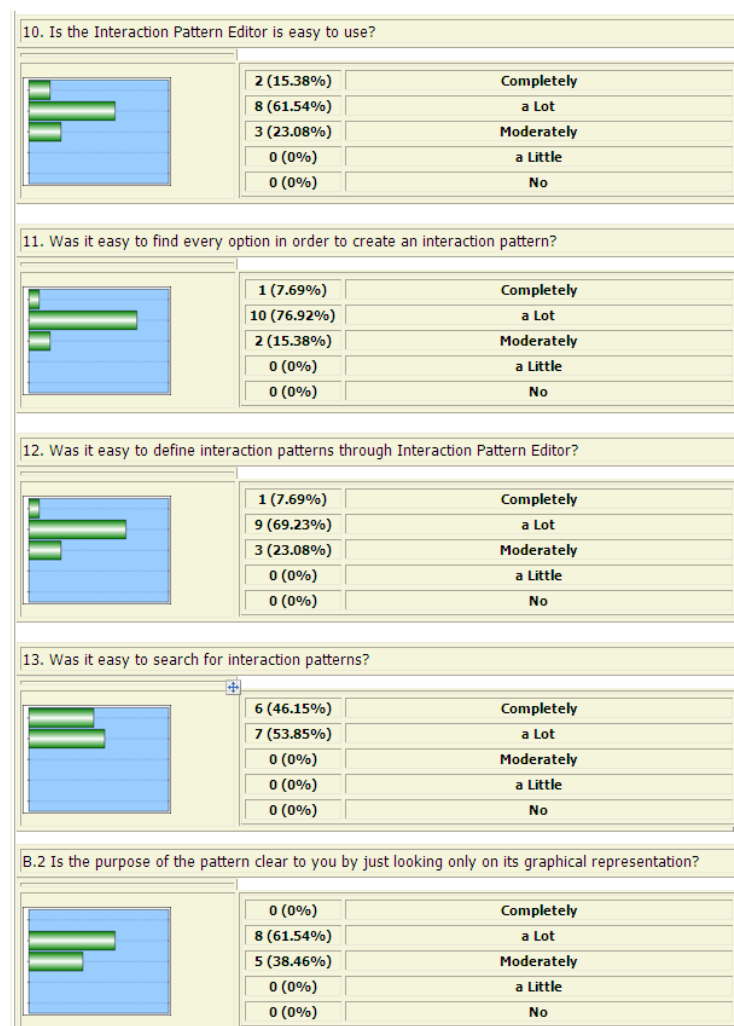 10. Is the Interaction Pattern Editor is easy to use?
2 (15.38%) Completely
8 (61.54%) a Lot
3 (23.08%) Moderately
0 (0%) a Little
0 (0%) No
11. Was it easy to find every option in order to create an interaction pattern?
1 (7.69%) Completely
10 (76.92%) a Lot
2 (15.38%) Moderately
0 (0%) a Little
0 (0%) No
12. Was it easy to define interaction patterns through Interaction Pattern Editor?
1 (7.69%) Completely
9 (69.23%) a Lot
3 (23.08%) Moderately
0 (0%) a Little
0 (0%) No
13. Was it easy to search for interaction patterns?
6 (46.15%) Completely
7 (53.85%) a Lot
0 (0%) Moderately
0 (0%) a Little
0 (0%) No
B.2 Is the purpose of the pattern clear to you by just looking only on its graphical representation?
0 (0%) Completely
8 (61.54%) a Lot
5 (38.46%) Moderately
0 (0%) a Little
0 (0%) No